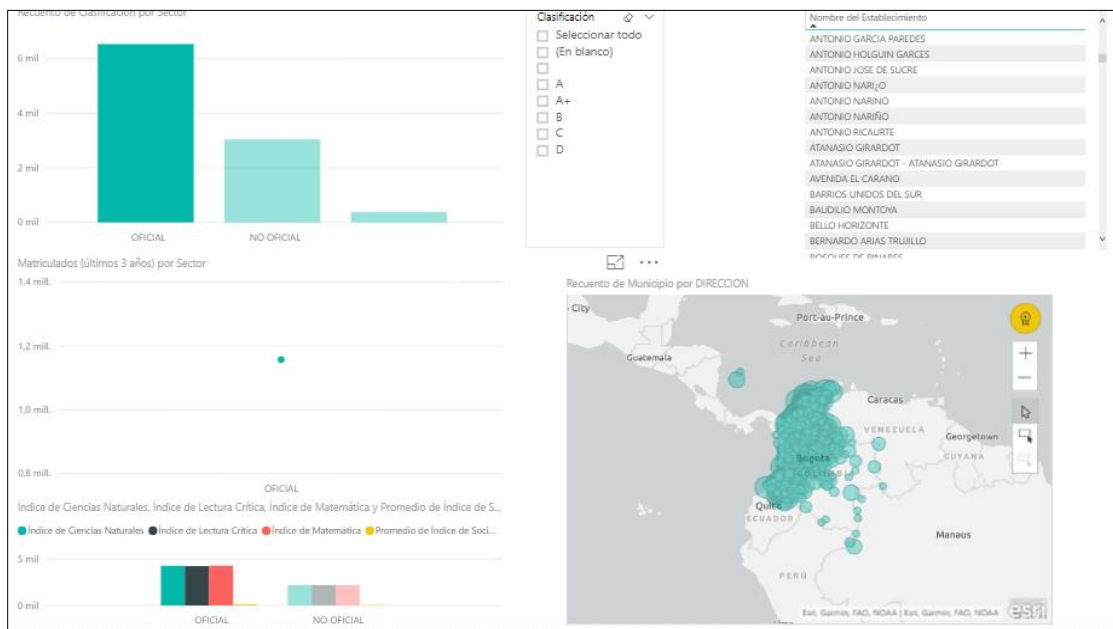 Recuento de Clasificación por Sector
6 mil
4 mil
2 mil
0 mil
OFICIAL
NO OFICIAL
Clasificación
Seleccionar todo
(En blanco)
A
A+
B
C
D
Nombre del Establecimiento
ANTONIO GARCIA PAREDES
ANTONIO HOLGUIN GARCES
ANTONIO JOSE DE SUCRE
ANTONIO NARI¿O
ANTONIO NARINO
ANTONIO NARIÑO
ANTONIO RICAURTE
ATANASIO GIRARDOT
ATANASIO GIRARDOT - ATANASIO GIRARDOT
AVENIDA EL CARANO
BARRIOS UNIDOS DEL SUR
BAUDILIO MONTOYA
BELLO HORIZONTE
BERNARDO ARIAS TRUJILLO
BOSQUES DE PINARES
Matriculados (últimos 3 años) por Sector
1,4 mill.
1,2 mill.
1,0 mill.
0,8 mill.
OFICIAL
Índice de Ciencias Naturales, Índice de Lectura Crítica, Índice de Matemática y Promedio de Índice de S...
Índice de Ciencias Naturales Índice de Lectura Crítica Índice de Matemática Promedio de Índice de Soci...
5 mil
0 mil
OFICIAL
NO OFICIAL
Recuento de Municipio por DIRECCION
City
Port-au-Prince
Caribbean
Sea
Guatemala
Caracas
VENEZUELA
Georgetown
GUYANA
Bogota
COLOMBIA
Quito
ECUADOR
Manaus
PERÚ
Esri, Garmin, FAO, NOAA | Esri, Garmin, FAO, NOAA
esri